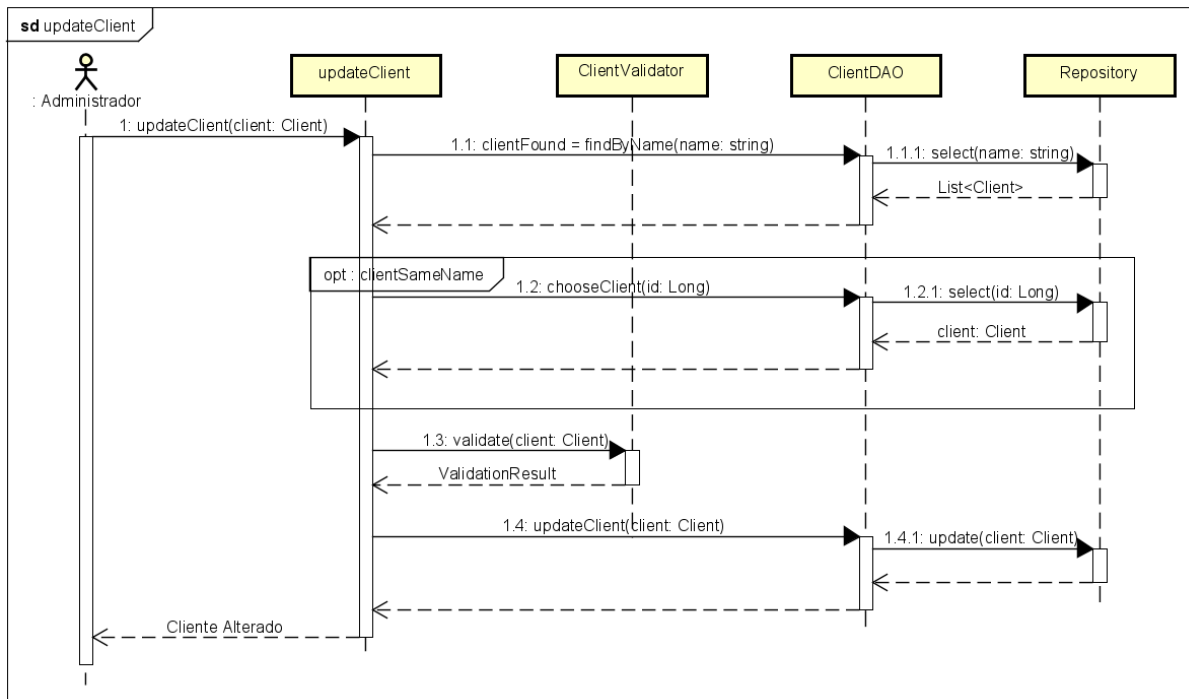 sd updateClient
: Administrador
updateClient
ClientValidator
ClientDAO
Repository
1: updateClient(client: Client)
1.1: clientFound = findByName(name: string)
1.1.1: select(name: string)
List<Client>
opt : clientSameName
1.2: chooseClient(id: Long)
1.2.1: select(id: Long)
client: Client
1.3: validate(client: Client)
ValidationResult
1.4: updateClient(client: Client)
1.4.1: update(client: Client)
Cliente Alterado